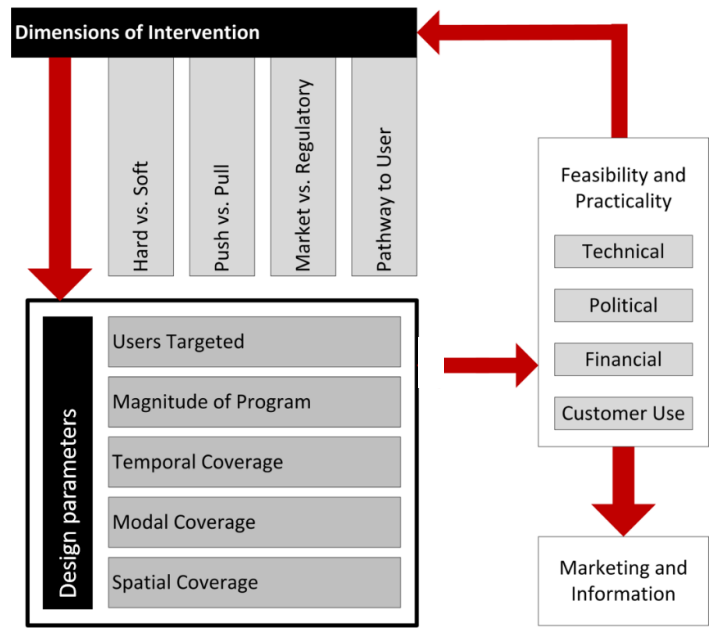 Dimensions of Intervention
Hard vs. Soft
Push vs. Pull
Market vs. Regulatory
Pathway to User
Design parameters
Users Targeted
Magnitude of Program
Temporal Coverage
Modal Coverage
Spatial Coverage
Feasibility and
Practicality
Technical
Political
Financial
Customer Use
Marketing and
Information